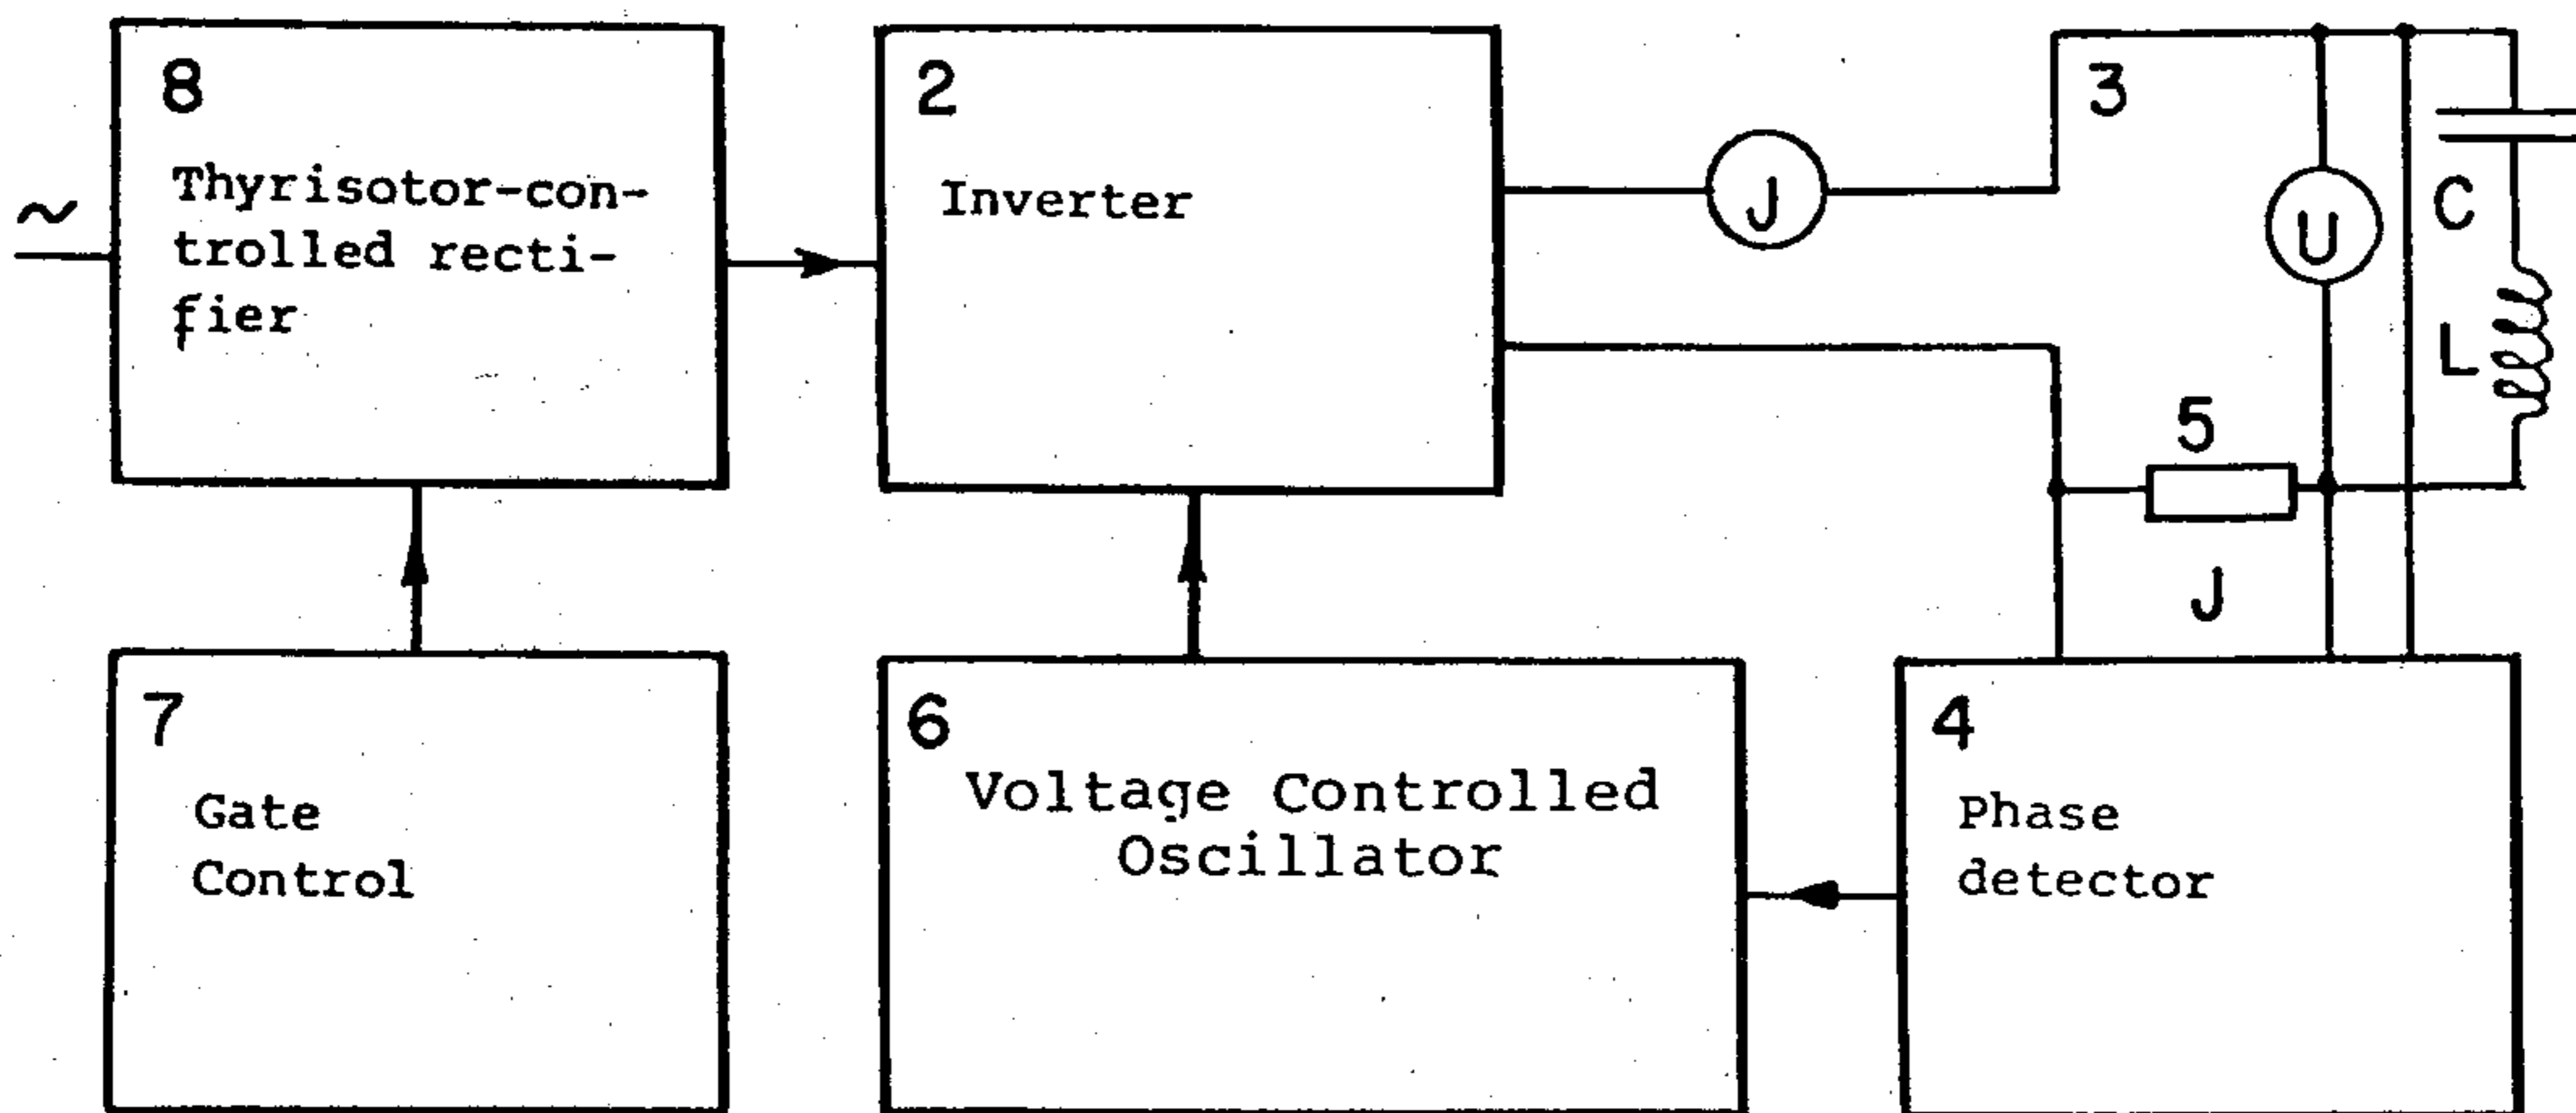 8
Thyrisotor-con-
trolled recti-
fier
~
2
Inverter
J
3
U
C
L
5
J
7
Gate
Control
6
Voltage Controlled
Oscillator
4
Phase
detector